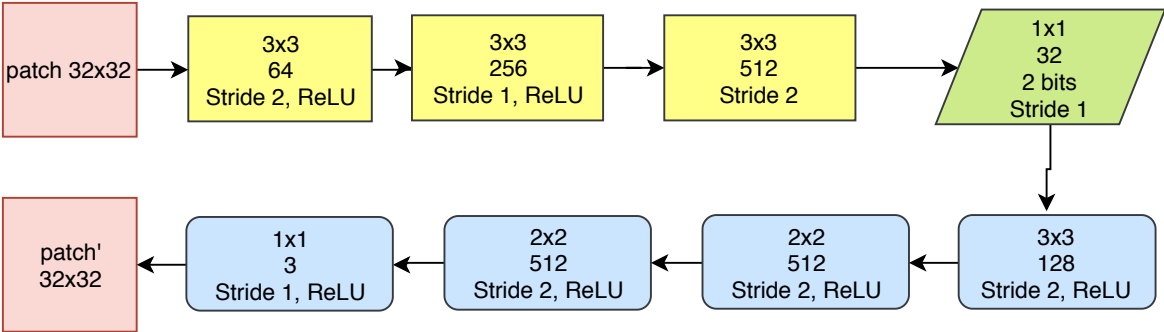 patch 32x32
3x3
64
Stride 2, ReLU
3x3
256
Stride 1, ReLU
3x3
512
Stride 2
1x1
32
2 bits
Stride 1
3x3
128
Stride 2, ReLU
2x2
512
Stride 2, ReLU
2x2
512
Stride 2, ReLU
1x1
3
Stride 1, ReLU
patch'
32x32